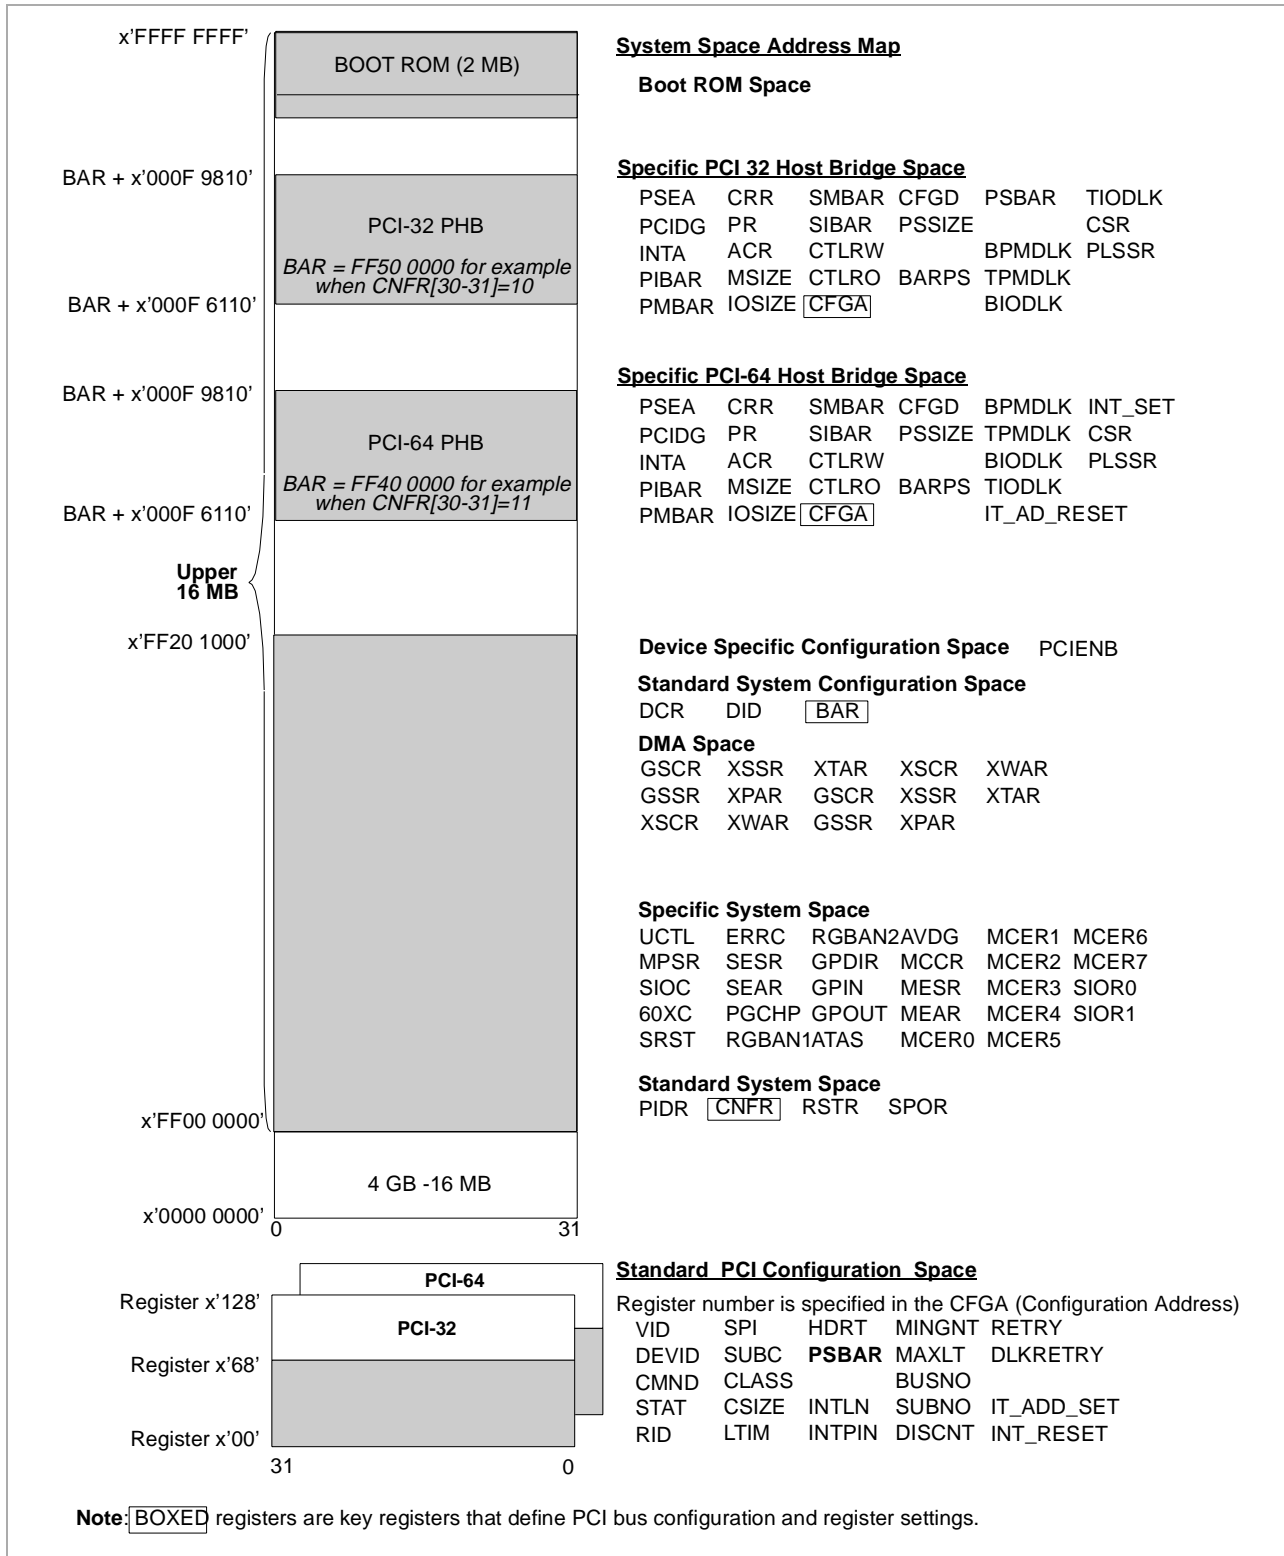 x'FFFF FFFF'
BOOT ROM (2 MB)
System Space Address Map
Boot ROM Space
BAR + x'000F 9810'
PCI-32 PHB
BAR = FF50 0000 for example
when CNFR[30-31]=10
BAR + x'000F 6110'
Specific PCI 32 Host Bridge Space
PSEA CRR SMBAR CFGD PSBAR TIODLK
PCIDG PR SIBAR PSSIZE CSR
INTA ACR CTLRW BPMDLK PLSSR
PIBAR MSIZE CTLRO BARPS TPMDLK
PMBAR IOSIZE CFGA BIODLK
BAR + x'000F 9810'
PCI-64 PHB
BAR = FF40 0000 for example
when CNFR[30-31]=11
BAR + x'000F 6110'
Specific PCI-64 Host Bridge Space
PSEA CRR SMBAR CFGD BPMDLK INT_SET
PCIDG PR SIBAR PSSIZE TPMDLK CSR
INTA ACR CTLRW BIODLK PLSSR
PIBAR MSIZE CTLRO BARPS TIODLK
PMBAR IOSIZE CFGA IT_AD_RESET
Upper
16 MB
x'FF20 1000'
Device Specific Configuration Space PCIENB
Standard System Configuration Space
DCR DID BAR
DMA Space
GSCR XSSR XTAR XSCR XWAR
GSSR XPAR GSCR XSSR XTAR
XSCR XWAR GSSR XPAR
Specific System Space
UCTL ERRC RGBAN2AVDG MCER1 MCER6
MPSR SESR GPDIR MCCR MCER2 MCER7
SIOC SEAR GPIN MESR MCER3 SIOR0
60XC PGCHP GPOUT MEAR MCER4 SIOR1
SRST RGBAN1ATAS MCER0 MCER5
Standard System Space
PIDR CNFR RSTR SPOR
x'FF00 0000'
4 GB -16 MB
x'0000 0000'
0 31
PCI-64
Register x'128'
PCI-32
Register x'68'
Register x'00'
31 0
Standard PCI Configuration Space
Register number is specified in the CFGA (Configuration Address)
VID SPI HDRT MINGNT RETRY
DEVID SUBC PSBAR MAXLT DLKRETRY
CMND CLASS BUSNO
STAT CSIZE INTLN SUBNO IT_ADD_SET
RID LTIM INTPIN DISCNT INT_RESET
Note: BOXED registers are key registers that define PCI bus configuration and register settings.